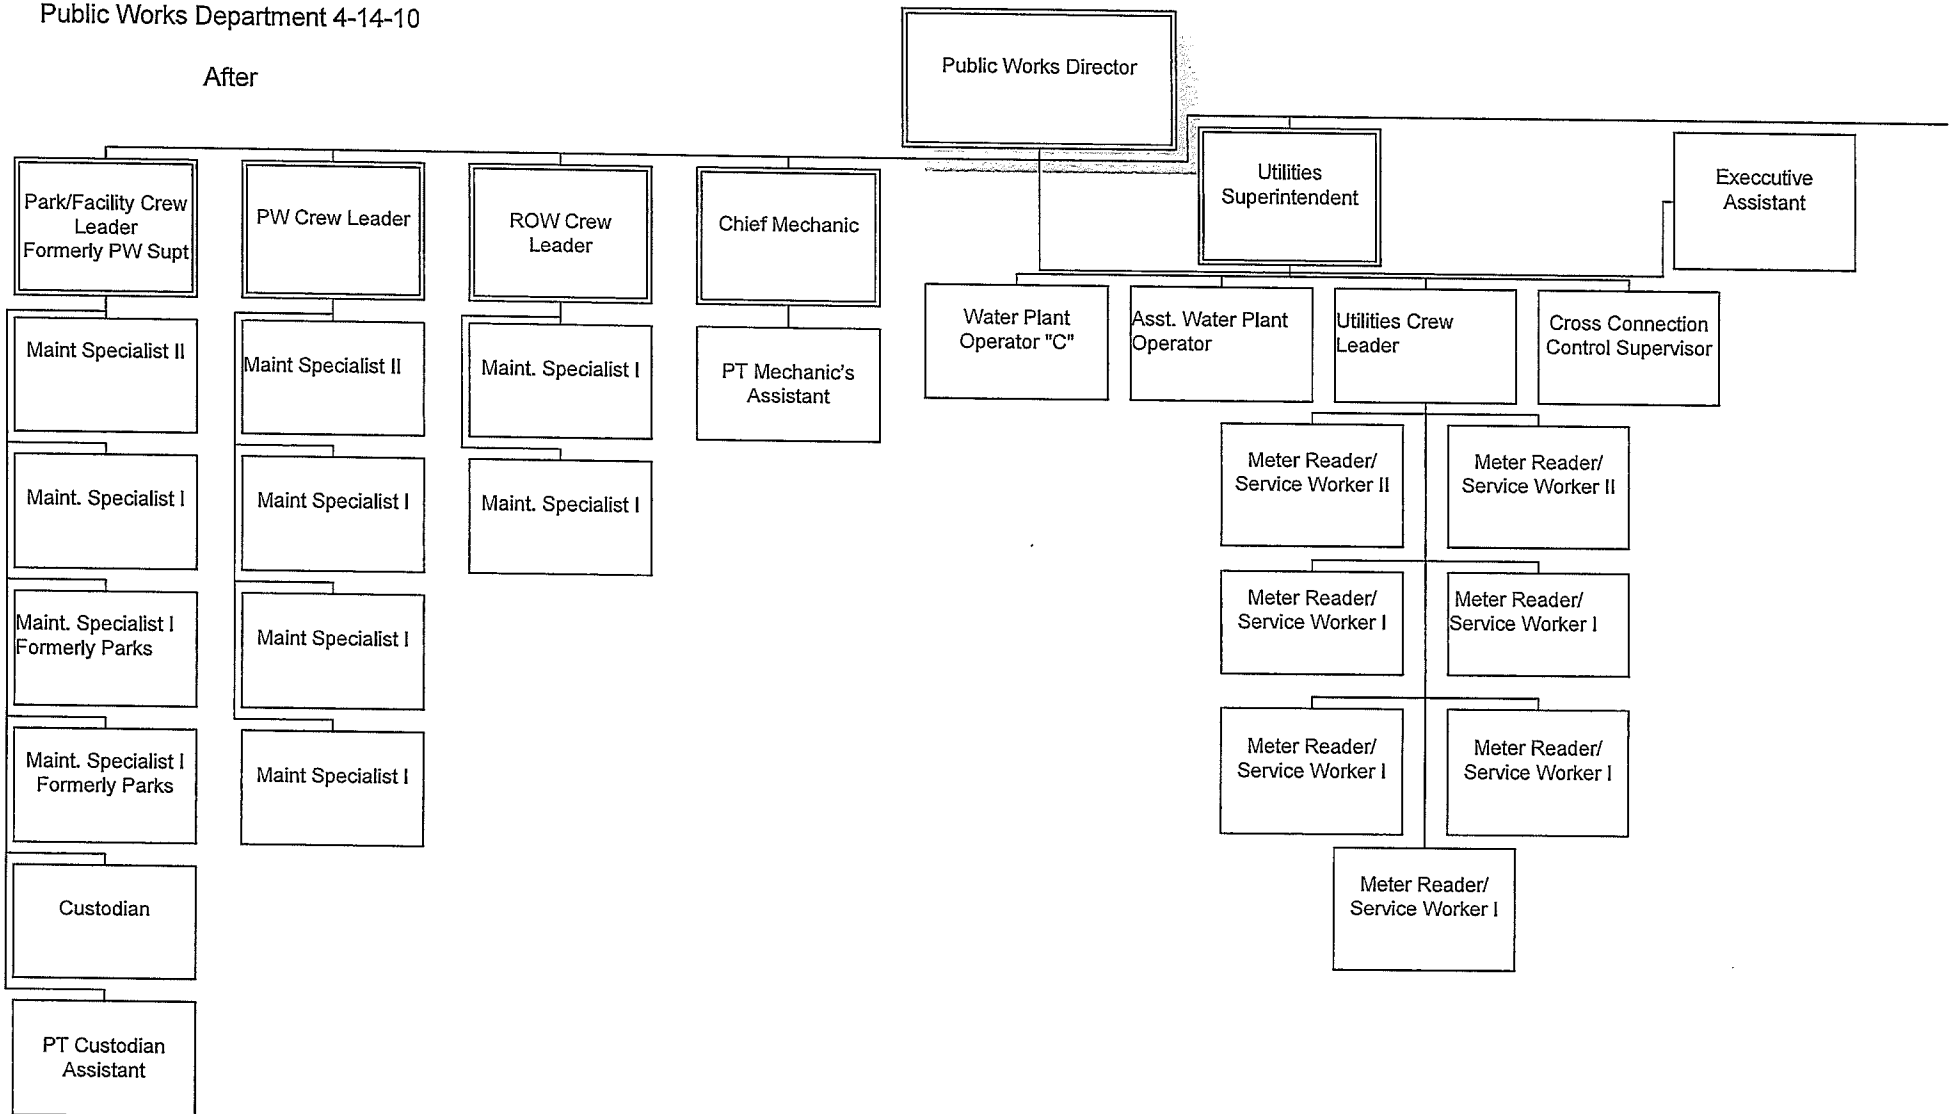 Public Works Department 4-14-10
After
Public Works Director
Park/Facility Crew
Leader
Formerly PW Supt
PW Crew Leader
ROW Crew
Leader
Chief Mechanic
Utilities
Superintendent
Execcutive
Assistant
Maint Specialist II
Maint Specialist II
Maint. Specialist I
PT Mechanic's
Assistant
Water Plant
Operator "C"
Asst. Water Plant
Operator
Utilities Crew
Leader
Cross Connection
Control Supervisor
Maint. Specialist I
Maint Specialist I
Maint. Specialist I
Meter Reader/
Service Worker II
Meter Reader/
Service Worker II
Maint. Specialist I
Formerly Parks
Maint Specialist I
Meter Reader/
Service Worker I
Meter Reader/
Service Worker I
Maint. Specialist I
Formerly Parks
Maint Specialist I
Meter Reader/
Service Worker I
Meter Reader/
Service Worker I
Custodian
Meter Reader/
Service Worker I
PT Custodian
Assistant